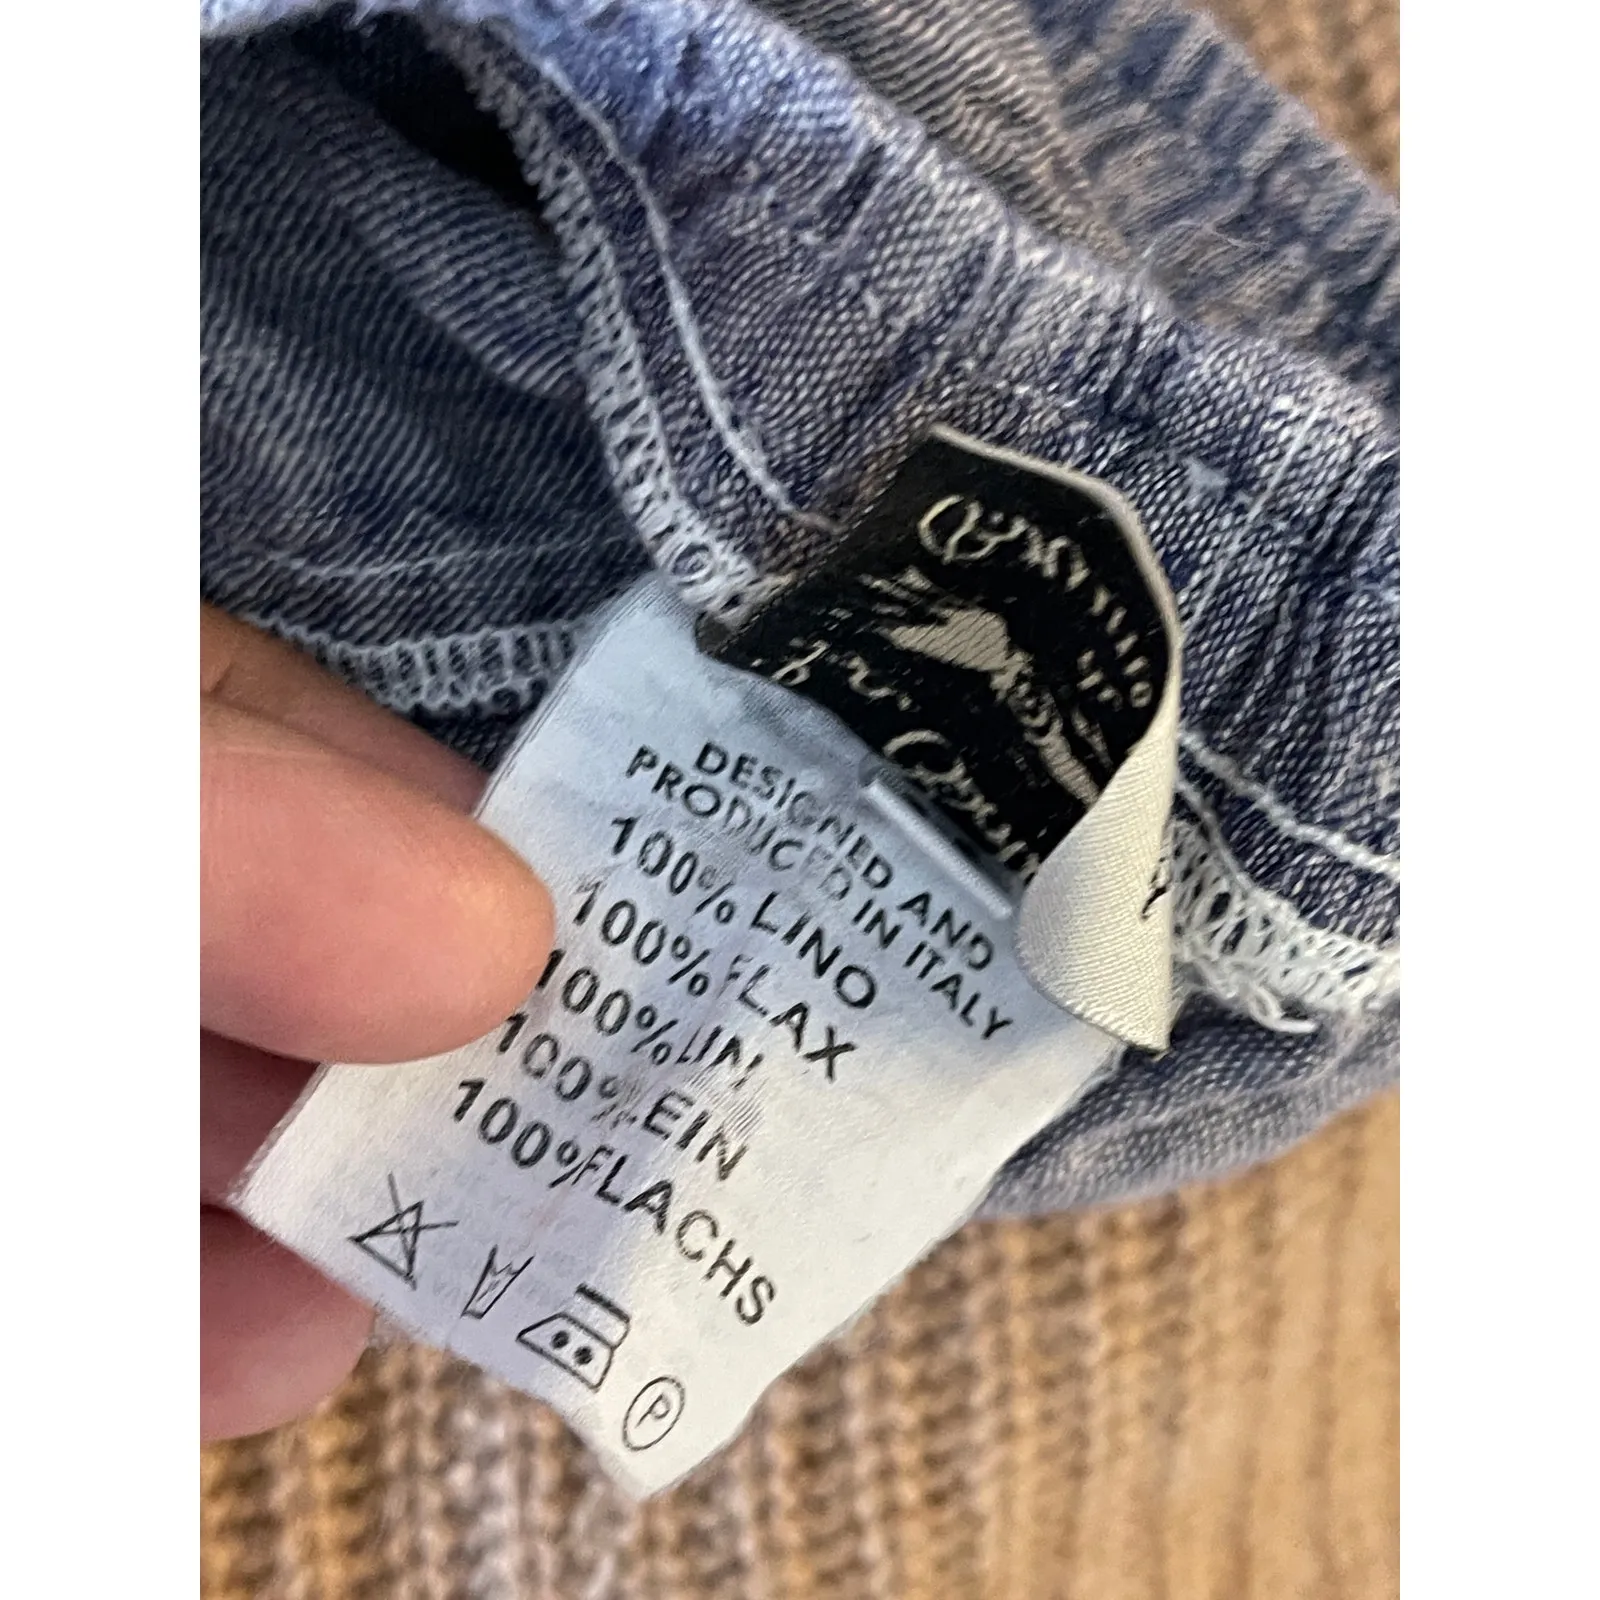 DESIGNED AND
PRODUCED IN ITALY
100% LINO
100% FLAX
100% LIN
100% LEIN
100% FLACHS
P